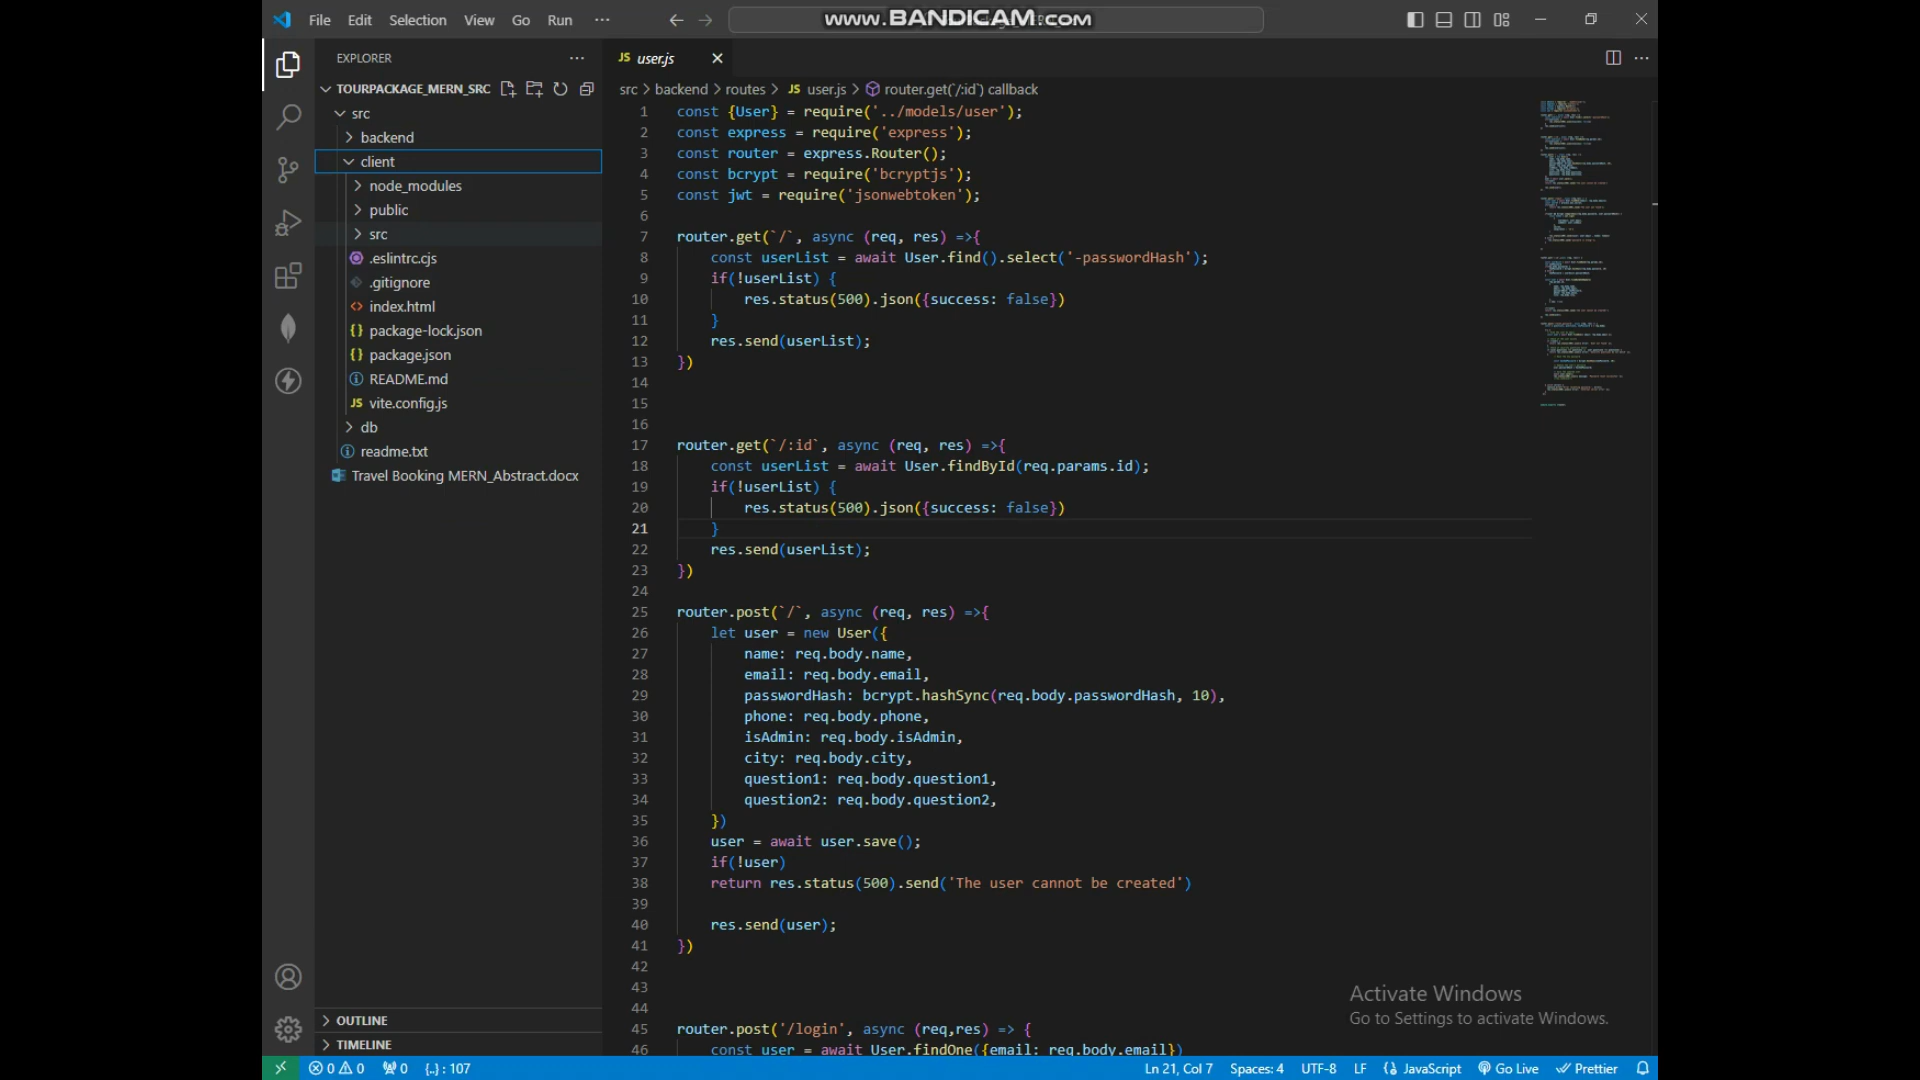 File Edit Selection View Go Run ...
www.BANDICAM.com
EXPLORER
TOURPACKAGE_MERN_SRC
src
backend
client
node_modules
public
src
.eslintrc.cjs
.gitignore
index.html
package-lock.json
package.json
README.md
JS vite.config.js
db
readme.txt
Travel Booking MERN_Abstract.docx
OUTLINE
TIMELINE
JS user.js
src > backend > routes > JS user.js > router.get(`/:id`) callback
1 const {User} = require('../models/user');
2 const express = require('express');
3 const router = express.Router();
4 const bcrypt = require('bcryptjs');
5 const jwt = require('jsonwebtoken');
6
7 router.get(`/`, async (req, res) =>{
8 const userList = await User.find().select('-passwordHash');
9 if(!userList) {
10 res.status(500).json({success: false})
11 }
12 res.send(userList);
13 })
14
15
16
17 router.get(`/:id`, async (req, res) =>{
18 const userList = await User.findById(req.params.id);
19 if(!userList) {
20 res.status(500).json({success: false})
21 }
22 res.send(userList);
23 })
24
25 router.post(`/`, async (req, res) =>{
26 let user = new User({
27 name: req.body.name,
28 email: req.body.email,
29 passwordHash: bcrypt.hashSync(req.body.passwordHash, 10),
30 phone: req.body.phone,
31 isAdmin: req.body.isAdmin,
32 city: req.body.city,
33 question1: req.body.question1,
34 question2: req.body.question2,
35 })
36 user = await user.save();
37 if(!user)
38 return res.status(500).send('The user cannot be created')
39
40 res.send(user);
41 })
42
43
44
45 router.post('/login', async (req,res) => {
46 const user = await User.findOne({email: req.body.email})
Activate Windows
Go to Settings to activate Windows.
0 0 0 {..} : 107 Ln 21, Col 7 Spaces: 4 UTF-8 LF JavaScript Go Live Prettier